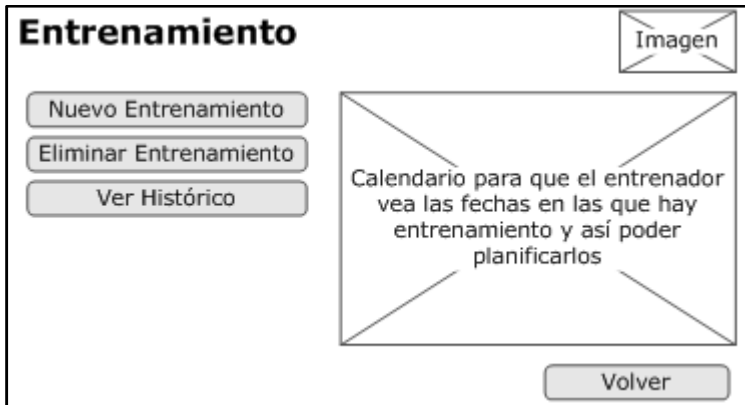 Entrenamiento
Imagen
Nuevo Entrenamiento
Eliminar Entrenamiento
Ver Histórico
Calendario para que el entrenador
vea las fechas en las que hay
entrenamiento y así poder
planificarlos
Volver